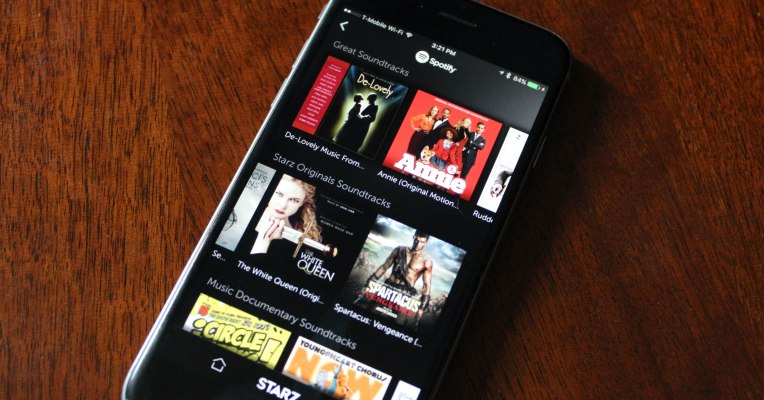 T-Mobile Wi-Fi
3:21 PM
84%
Spotify
Great Soundtracks
De-Lovely
Annie
De-Lovely Music From...
Annie (Original Motion...
Rudd
Starz Originals Soundtracks
THE
WHITE
QUEEN
SPARTACUS
VENGEANCE
Se...
The White Queen (Origi...
Spartacus: Vengeance (...
Music Documentary Soundtracks
CIRCLE!
YOUNG@HEART CHORUS
NOW
STARZ